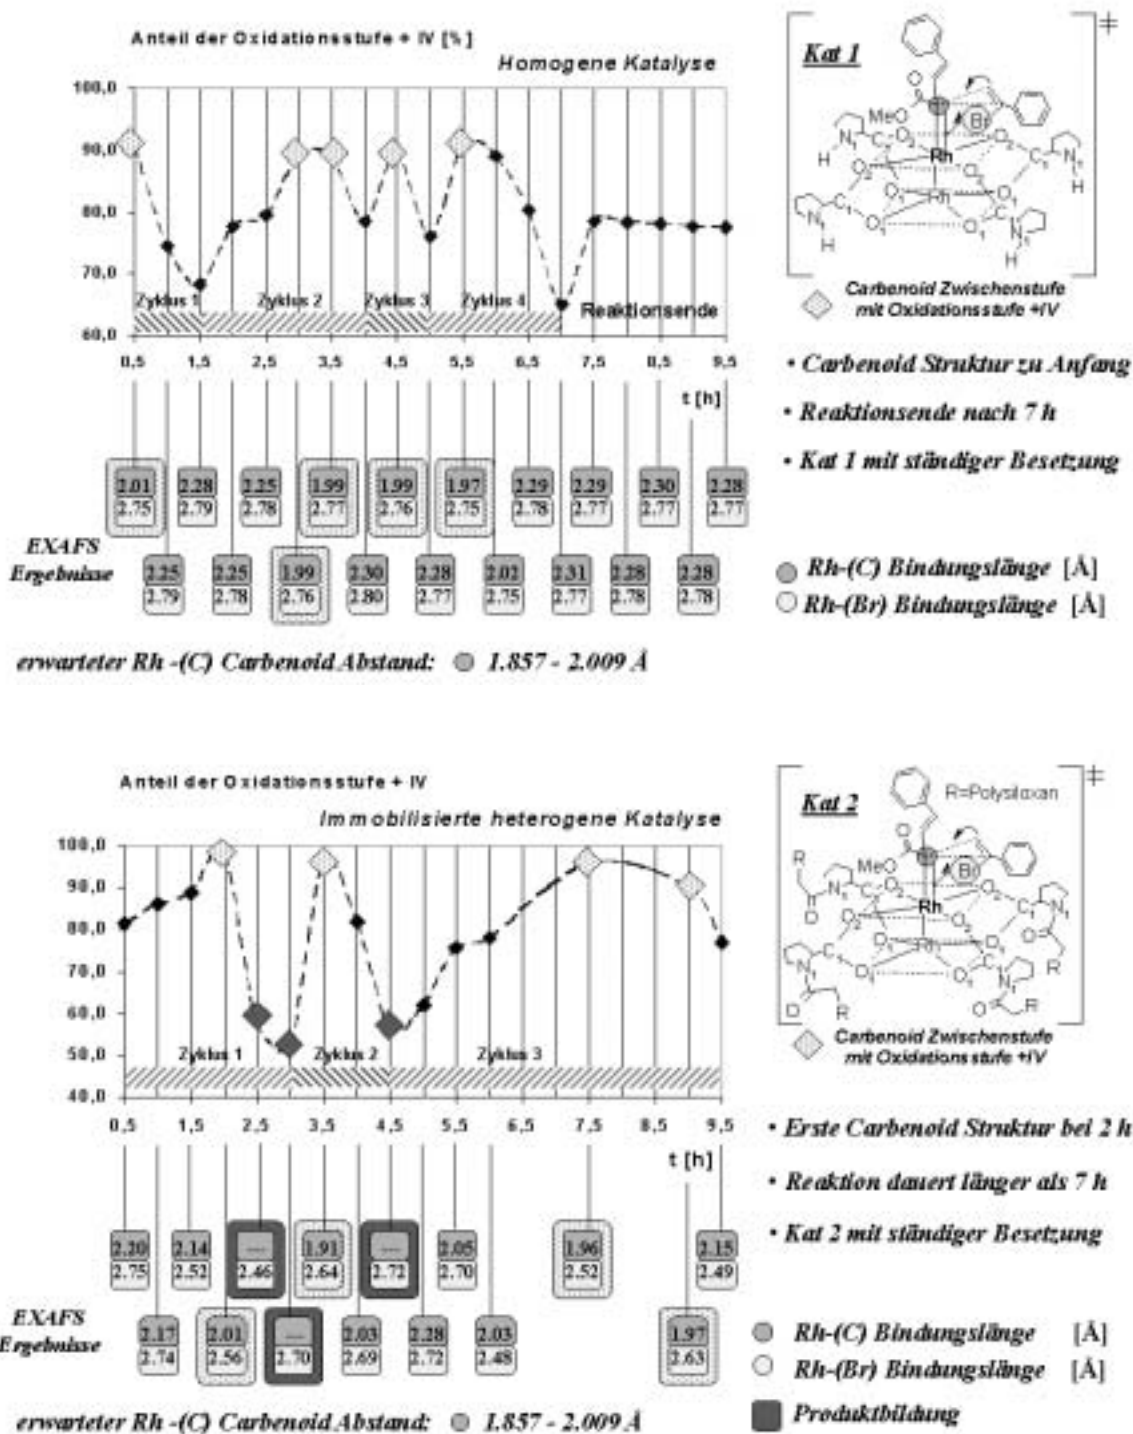 Anteil der Oxidationsstufe + IV [%]
Homogene Katalyse
100,0
90,0
80,0
70,0
60,0
Zyklus 1
Zyklus 2
Zyklus 3
Zyklus 4
Reaktionsende
0,5 1,5 2,5 3,5 4,5 5,5 6,5 7,5 8,5 9,5
t [h]
2.01 2.28 2.25 1.99 1.99 1.97 2.29 2.29 2.30 2.28
2.75 2.79 2.78 2.77 2.76 2.75 2.78 2.77 2.77 2.77
EXAFS
Ergebnisse
2.25 2.25 1.99 2.30 2.28 2.02 2.31 2.28 2.28
2.79 2.78 2.76 2.80 2.77 2.75 2.77 2.78 2.78
erwarteter Rh -(C) Carbenoid Abstand: 1.857 - 2.009 Å
Kat 1
‡
O
MeO
Br
Rh
Rh
Carbenoid Zwischenstufe
mit Oxidationsstufe +IV
• Carbenoid Struktur zu Anfang
• Reaktionsende nach 7 h
• Kat 1 mit ständiger Besetzung
Rh-(C) Bindungslänge [Å]
Rh-(Br) Bindungslänge [Å]
Anteil der Oxidationsstufe + IV
Immobilisierte heterogene Katalyse
100,0
90,0
80,0
70,0
60,0
50,0
40,0
Zyklus 1
Zyklus 2
Zyklus 3
0,5 1,5 2,5 3,5 4,5 5,5 6,5 7,5 8,5 9,5
t [h]
2.20 2.14 --- 1.91 --- 2.05 1.96 2.15
2.75 2.52 2.46 2.64 2.72 2.70 2.52 2.49
EXAFS
Ergebnisse
2.17 2.01 --- 2.03 2.28 2.03 1.97
2.74 2.56 2.70 2.69 2.72 2.48 2.63
erwarteter Rh -(C) Carbenoid Abstand: 1.857 - 2.009 Å
Kat 2
R=Polysiloxan
‡
O
MeO
Br
Rh
Rh
Carbenoid Zwischenstufe
mit Oxidationsstufe +IV
• Erste Carbenoid Struktur bei 2 h
• Reaktion dauert länger als 7 h
• Kat 2 mit ständiger Besetzung
Rh-(C) Bindungslänge [Å]
Rh-(Br) Bindungslänge [Å]
Produktbildung